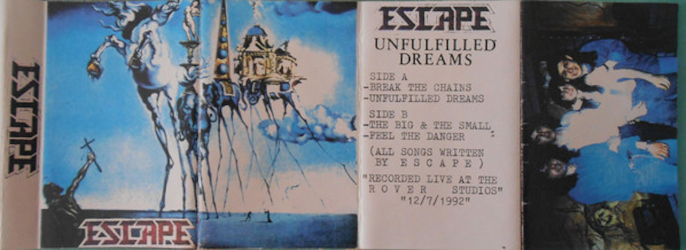 ESCAPE
ESCAPE
ESCAPE
UNFULFILLED
DREAMS
SIDE A
-BREAK THE CHAINS
-UNFULFILLED DREAMS
SIDE B
-THE BIG & THE SMALL
-FEEL THE DANGER
(ALL SONGS WRITTEN
BY E S C A P E )
"RECORDED LIVE AT THE
R O V E R STUDIOS"
"12/7/1992"